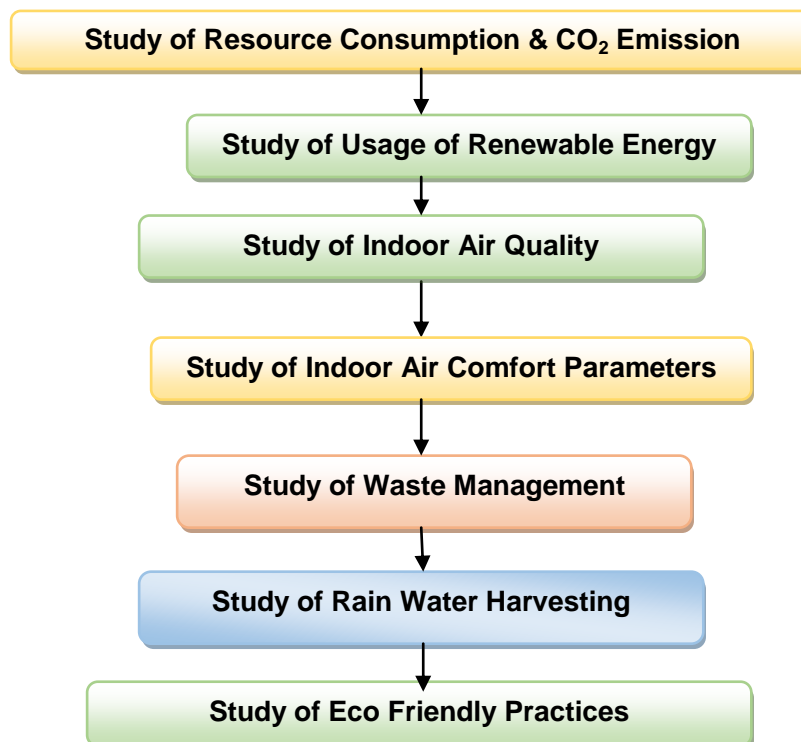 Study of Resource Consumption & CO₂ Emission
Study of Usage of Renewable Energy
Study of Indoor Air Quality
Study of Indoor Air Comfort Parameters
Study of Waste Management
Study of Rain Water Harvesting
Study of Eco Friendly Practices